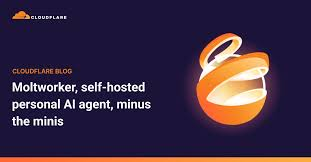 CLOUDFLARE
CLOUDFLARE BLOG
Moltworker, self-hosted
personal AI agent, minus
the minis